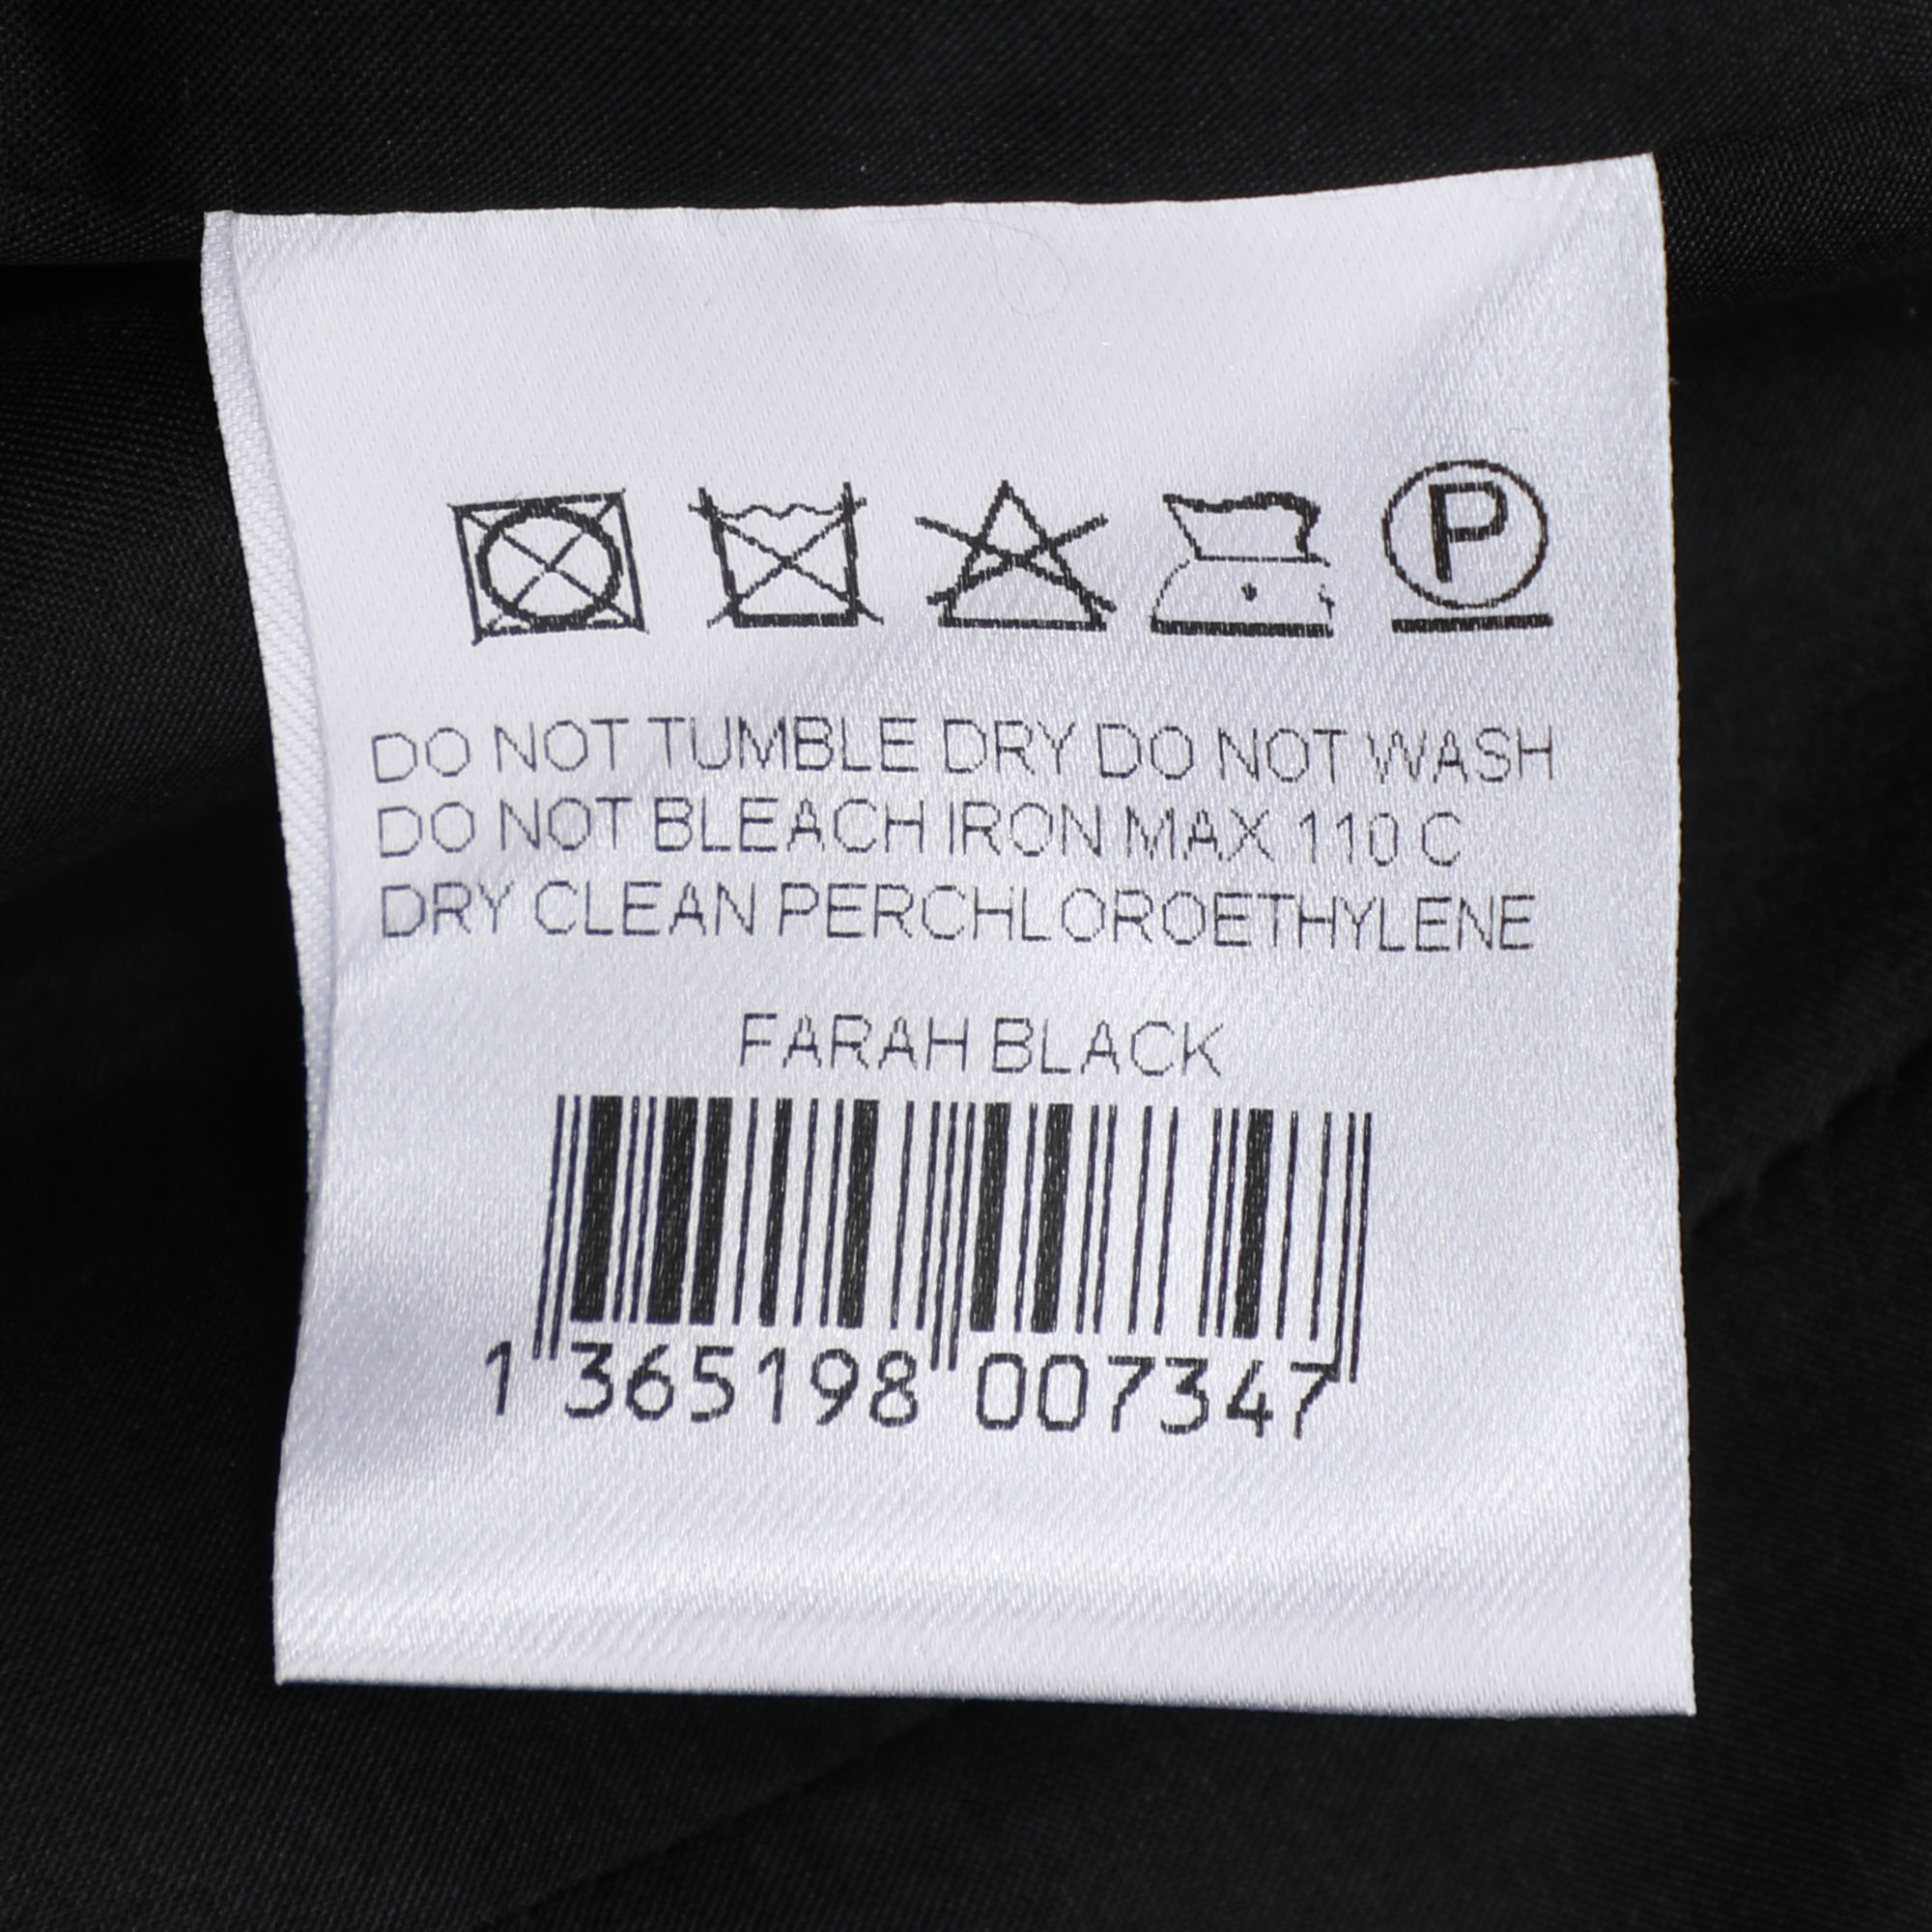 P
DO NOT TUMBLE DRY DO NOT WASH
DO NOT BLEACH IRON MAX 110 C
DRY CLEAN PERCHLOROETHYLENE
FARAH BLACK
1 365198 007347